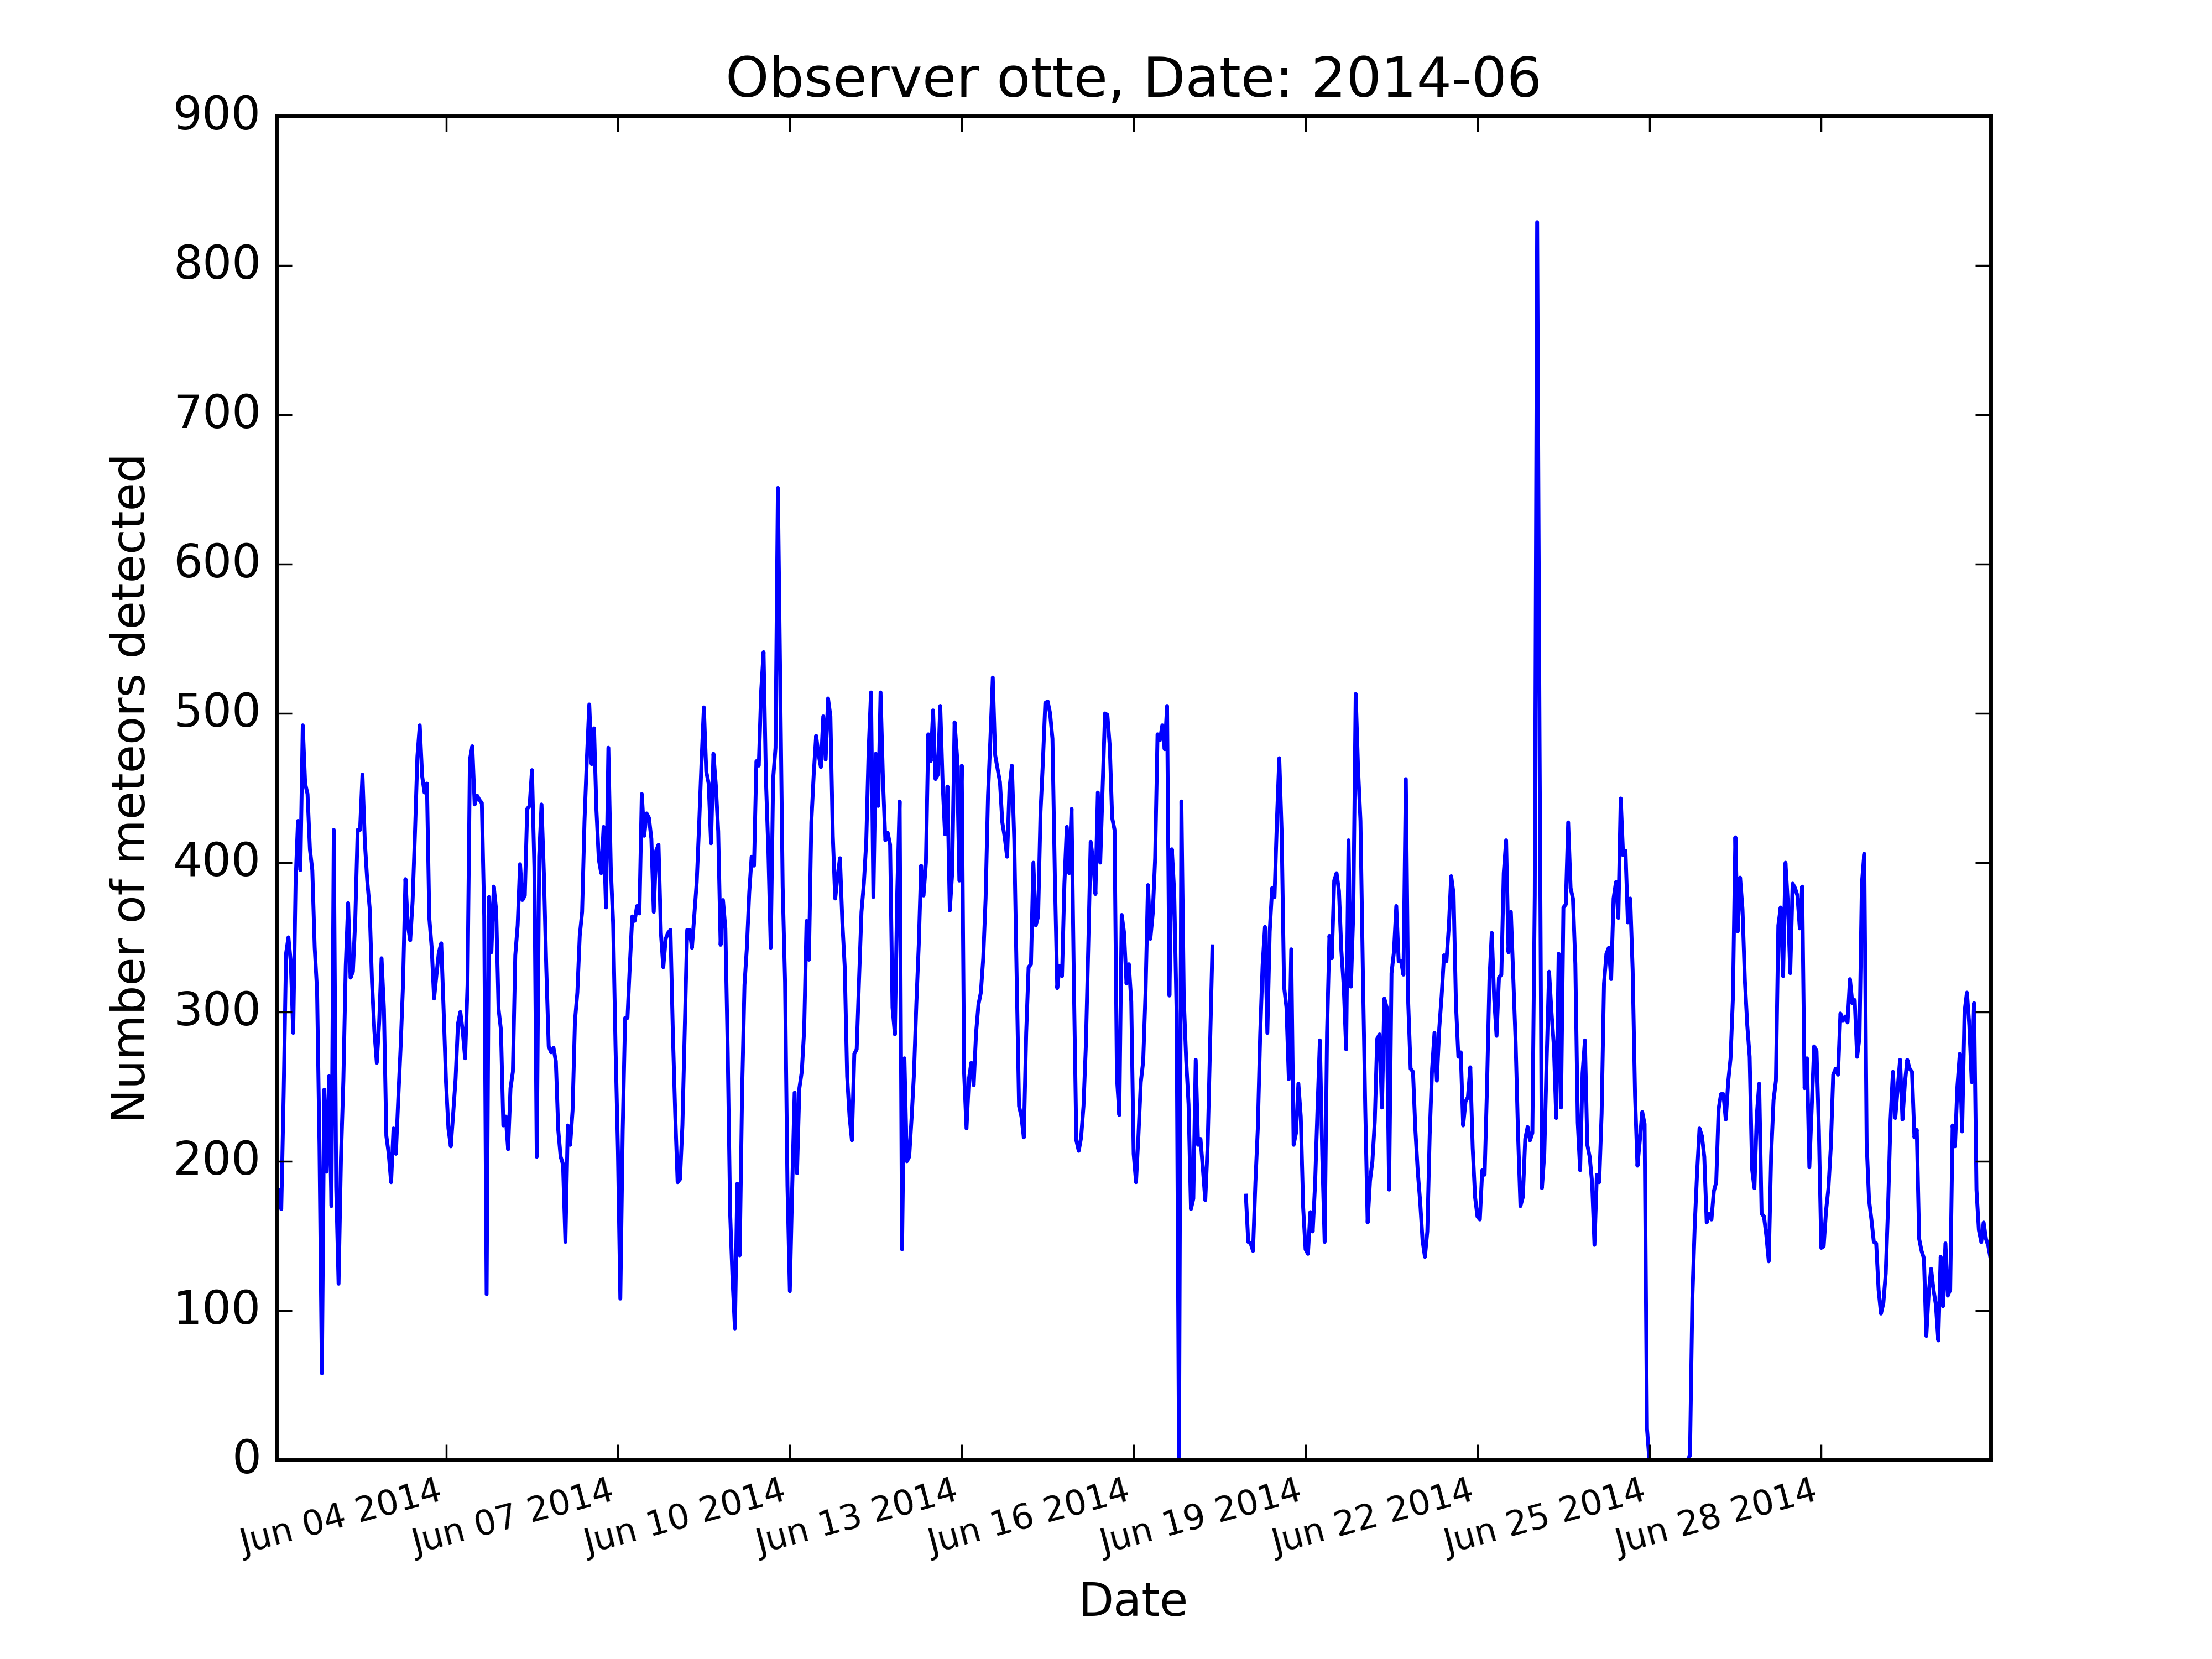 Observer otte, Date: 2014-06
900
800
700
600
500
400
300
200
100
0
Number of meteors detected
Jun 04 2014
Jun 07 2014
Jun 10 2014
Jun 13 2014
Jun 16 2014
Jun 19 2014
Jun 22 2014
Jun 25 2014
Jun 28 2014
Date